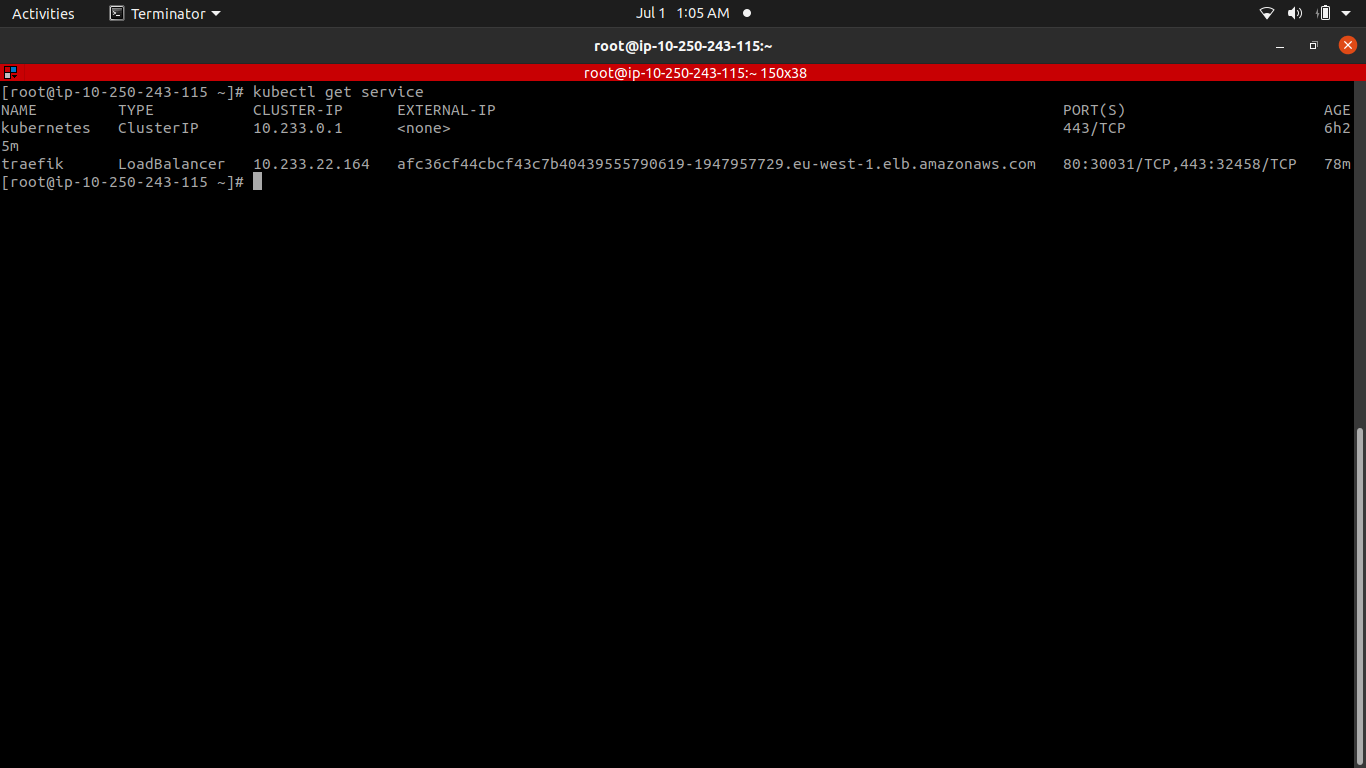 Activities Terminator Jul 1 1:05 AM
root@ip-10-250-243-115:~
root@ip-10-250-243-115:~ 150x38
[root@ip-10-250-243-115 ~]# kubectl get service
NAME TYPE CLUSTER-IP EXTERNAL-IP PORT(S) AGE
kubernetes ClusterIP 10.233.0.1 <none> 443/TCP 6h2
5m
traefik LoadBalancer 10.233.22.164 afc36cf44cbcf43c7b40439555790619-1947957729.eu-west-1.elb.amazonaws.com 80:30031/TCP,443:32458/TCP 78m
[root@ip-10-250-243-115 ~]#